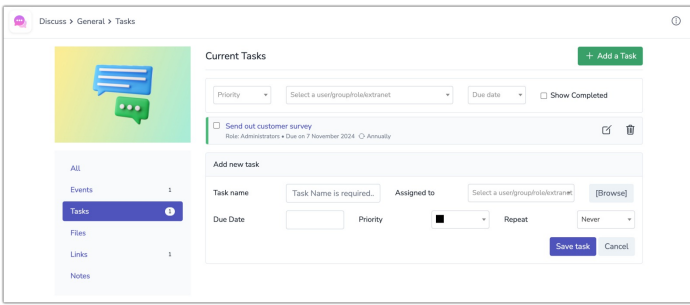 Discuss > General > Tasks
Current Tasks
+ Add a Task
Priority
Select a user/group/role/extranet
Due date
Show Completed
Send out customer survey
Role: Administrators • Due on 7 November 2024 Annually
All
Events 1
Tasks 1
Files
Links 1
Notes
Add new task
Task name
Task Name is required..
Assigned to
Select a user/group/role/extranet
[Browse]
Due Date
Priority
Repeat
Never
Save task
Cancel